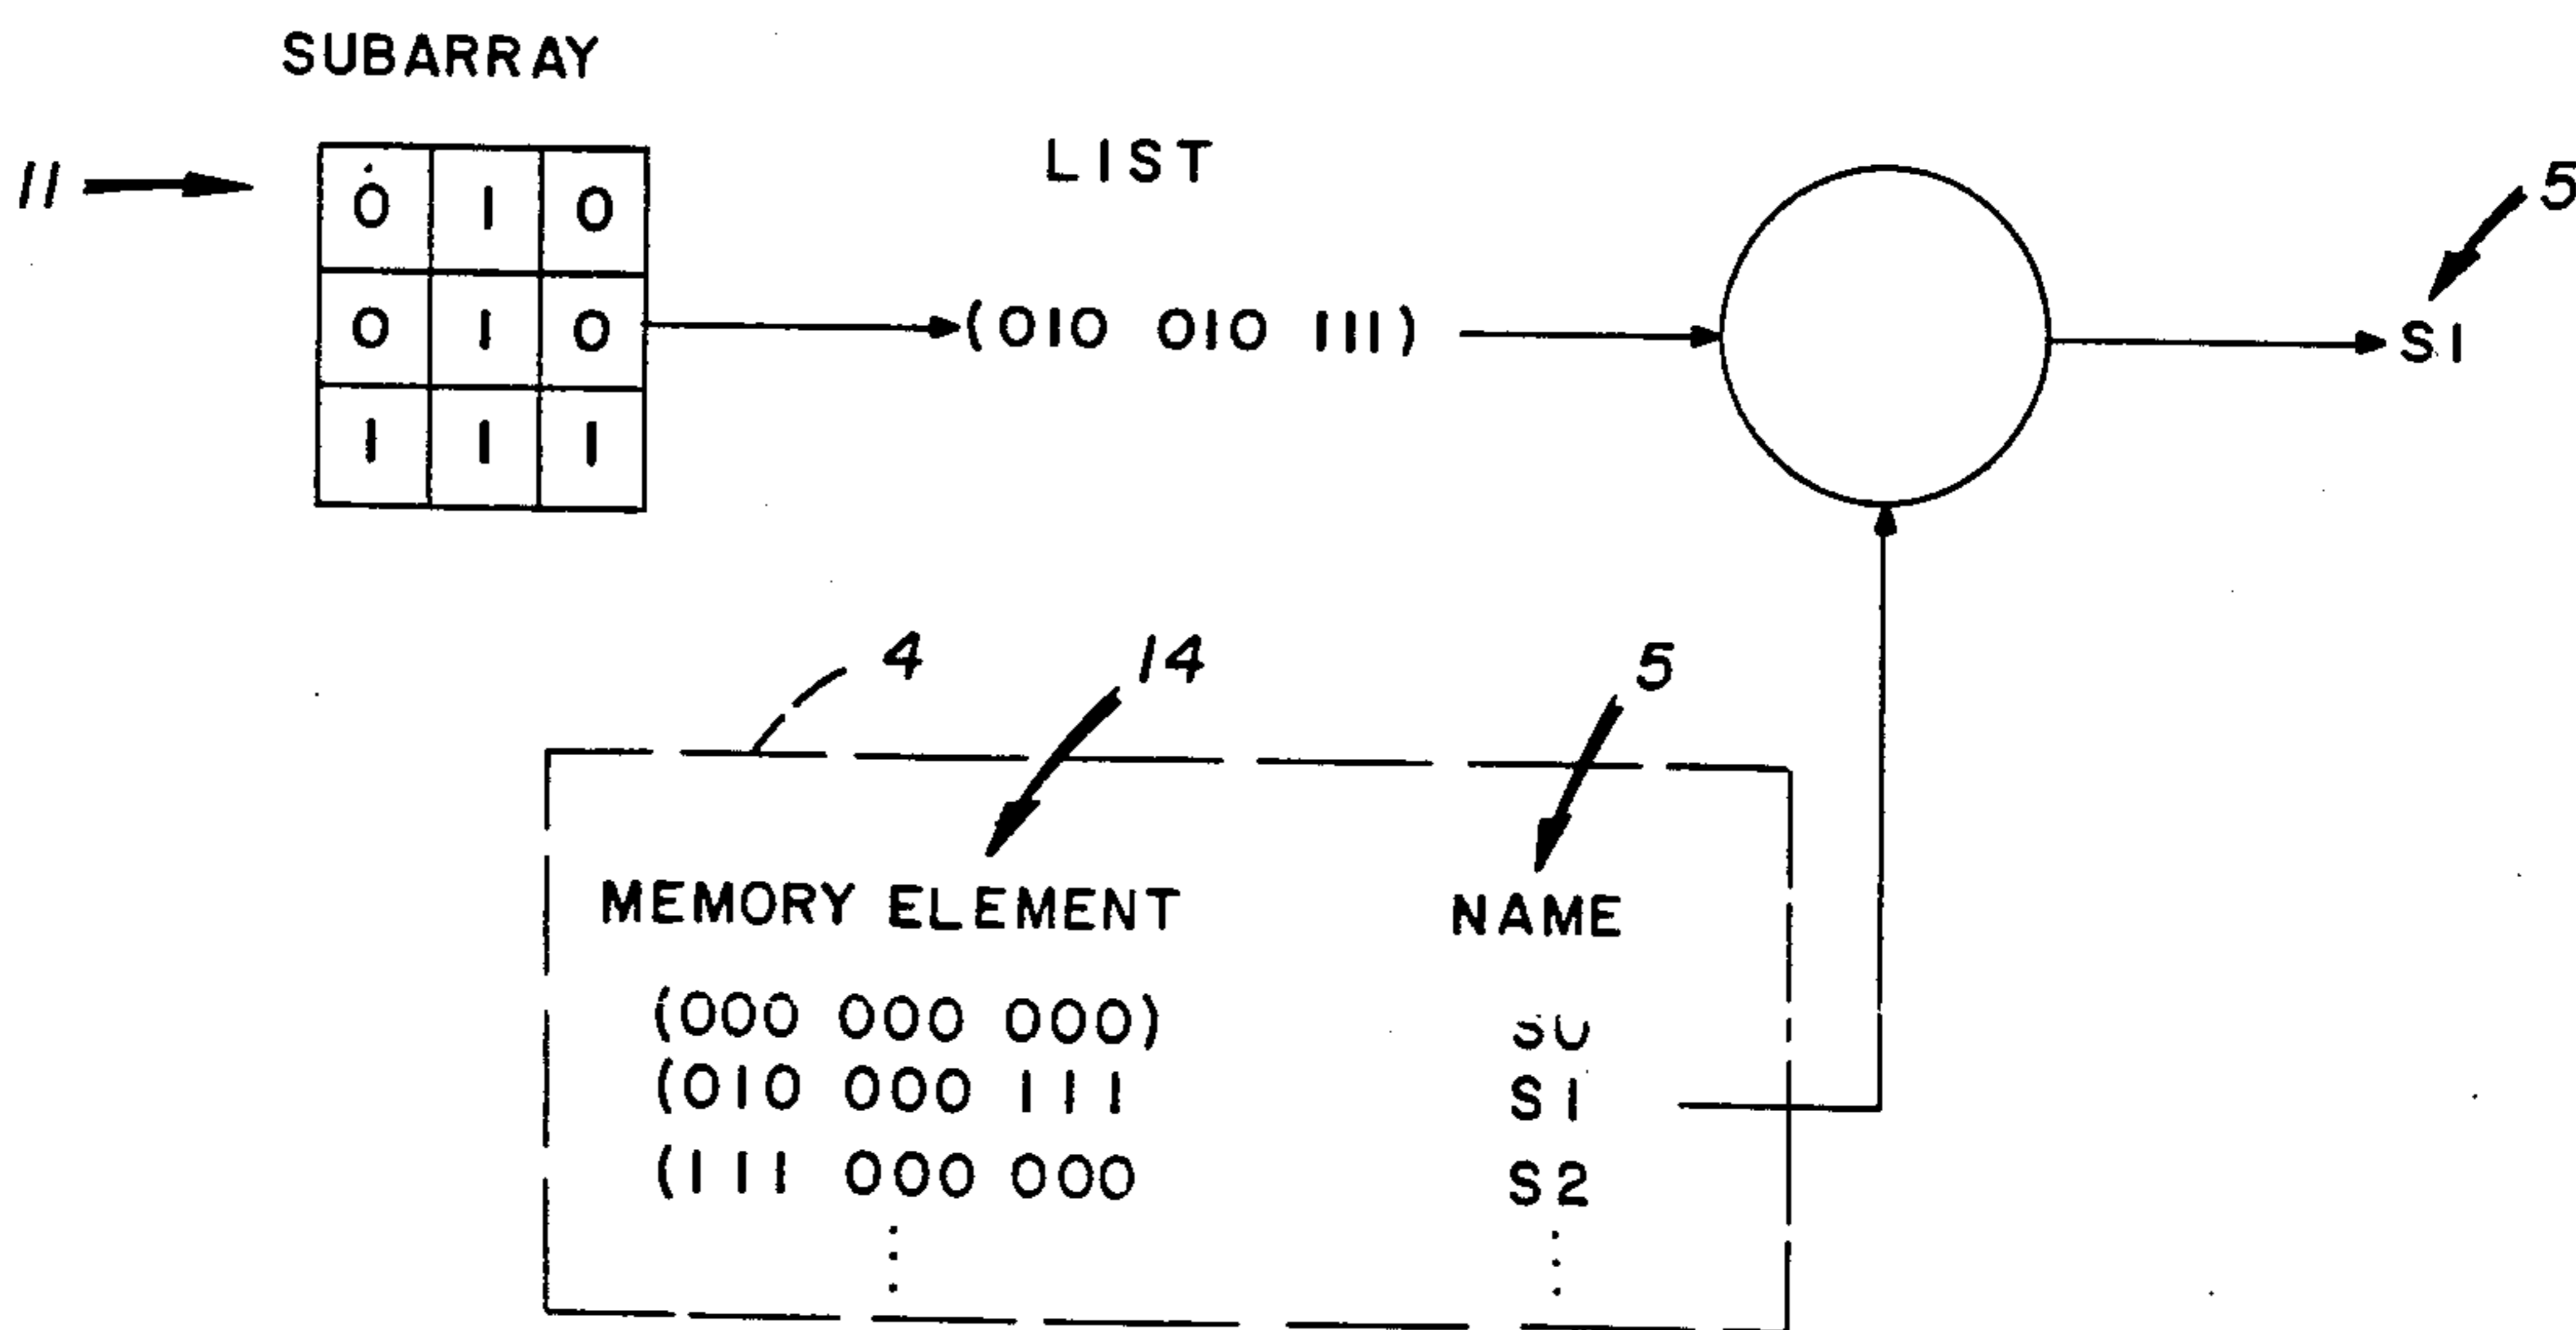 SUBARRAY
11
0 1 0
0 1 0
1 1 1
LIST
(010 010 111)
5
S1
4
14
5
MEMORY ELEMENT NAME
(000 000 000) S0
(010 000 111 S1
(111 000 000 S2